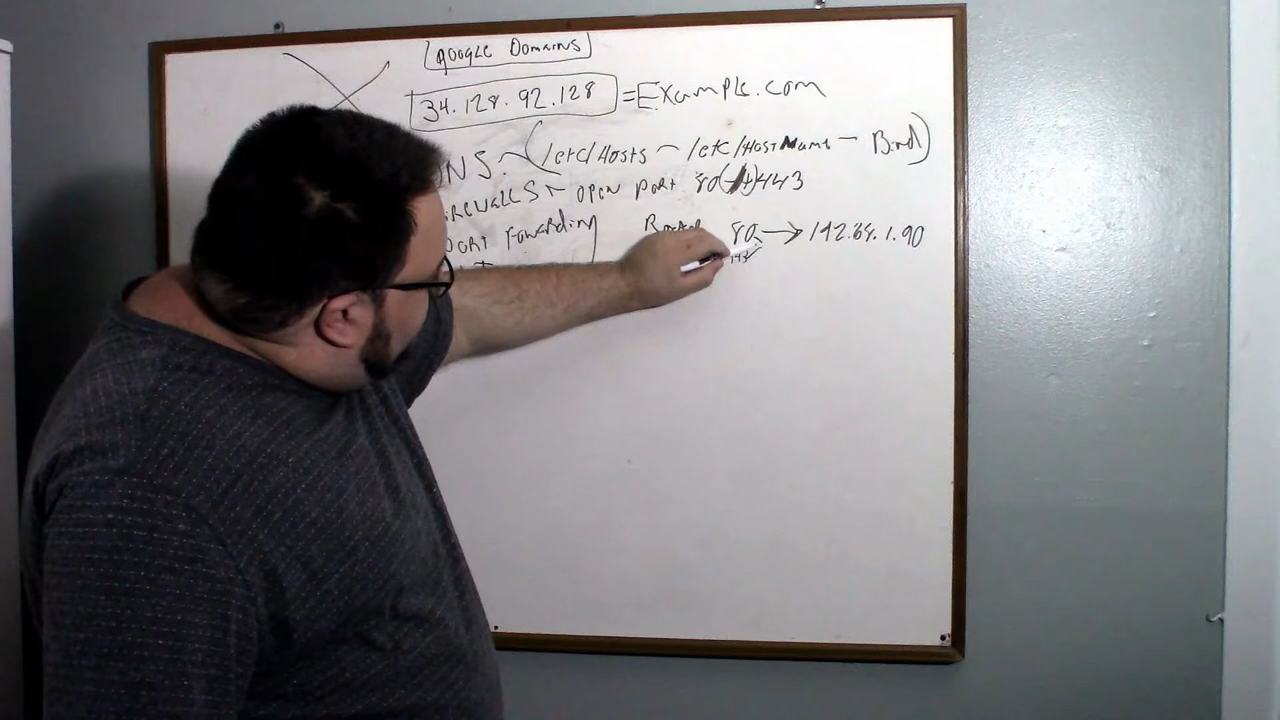 Google Domains
34.128.92.128 = Example.com
DNS. (/etc/Hosts - /etc/HostName - Bind)
Firewalls - open port 80 443
Port Fowarding
Router 80 → 192.68.1.90